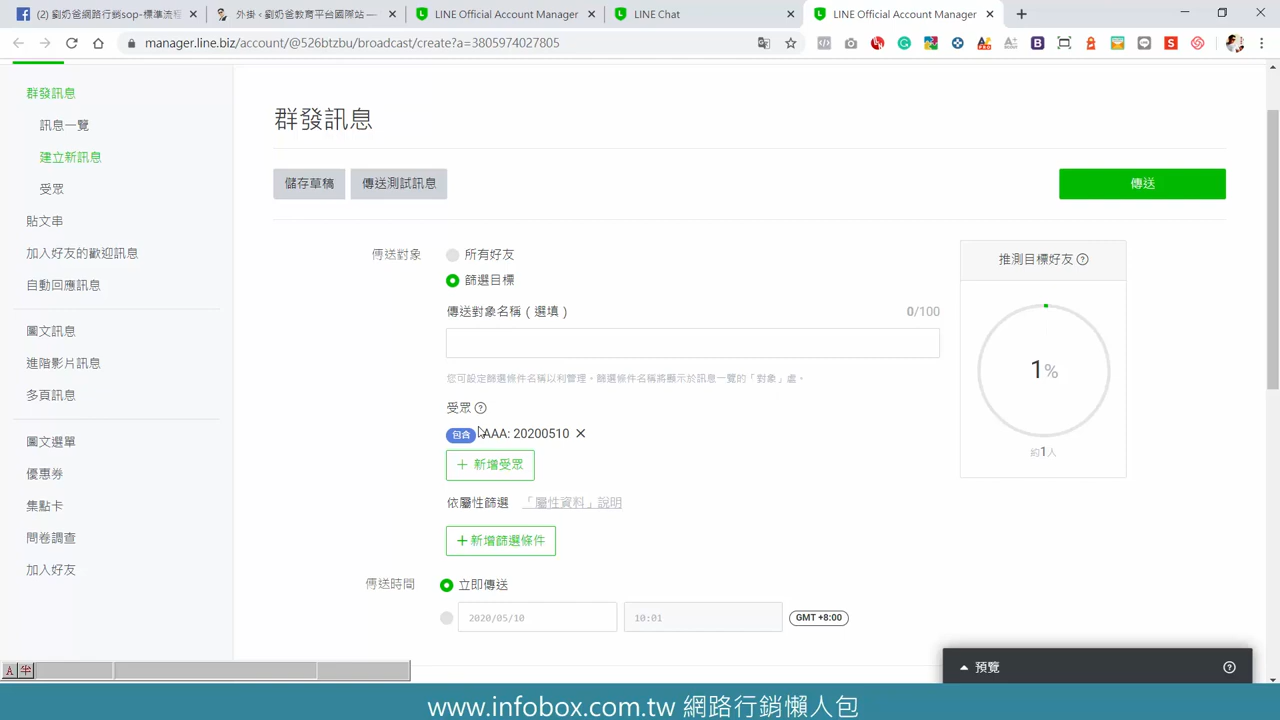 (2) 劉奶爸網路行銷sop-標準流程
外掛 ‹ 劉奶爸教育平台國際站 —
LINE Official Account Manager
LINE Chat
LINE Official Account Manager
manager.line.biz/account/@526btzbu/broadcast/create?a=3805974027805
群發訊息
訊息一覽
建立新訊息
受眾
貼文串
加入好友的歡迎訊息
自動回應訊息
圖文訊息
進階影片訊息
多頁訊息
圖文選單
優惠券
集點卡
問卷調查
加入好友
群發訊息
儲存草稿
傳送測試訊息
傳送
傳送對象
所有好友
篩選目標
傳送對象名稱（選填）
0/100
您可設定篩選條件名稱以利管理。篩選條件名稱將顯示於訊息一覽的「對象」處。
受眾
包含 AAA: 20200510
+ 新增受眾
依屬性篩選 「屬性資料」說明
+新增篩選條件
傳送時間
立即傳送
2020/05/10 10:01 GMT +8:00
推測目標好友
1%
約1人
預覽
A 半
www.infobox.com.tw 網路行銷懶人包